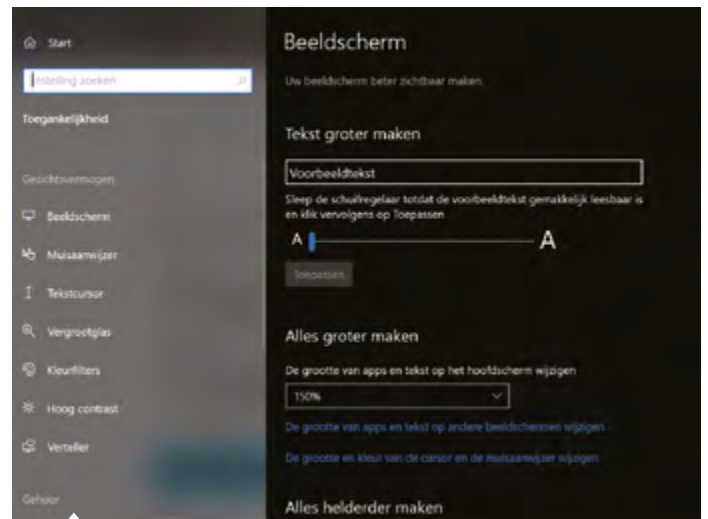 Start
Instelling zoeken
Toegankelijkheid
Gezichtsvermogen
Beeldscherm
Muisaanwijzer
Tekstcursor
Vergrootglas
Kleurfilters
Hoog contrast
Verteller
Gehoor
Beeldscherm
Uw beeldscherm beter zichtbaar maken.
Tekst groter maken
Voorbeeldtekst
Sleep de schuifregelaar totdat de voorbeeldtekst gemakkelijk leesbaar is
en klik vervolgens op Toepassen
A A
Toepassen
Alles groter maken
De grootte van apps en tekst op het hoofdscherm wijzigen
150%
De grootte van apps en tekst op andere beeldschermen wijzigen
De grootte en kleur van de cursor en de muisaanwijzer wijzigen
Alles helderder maken